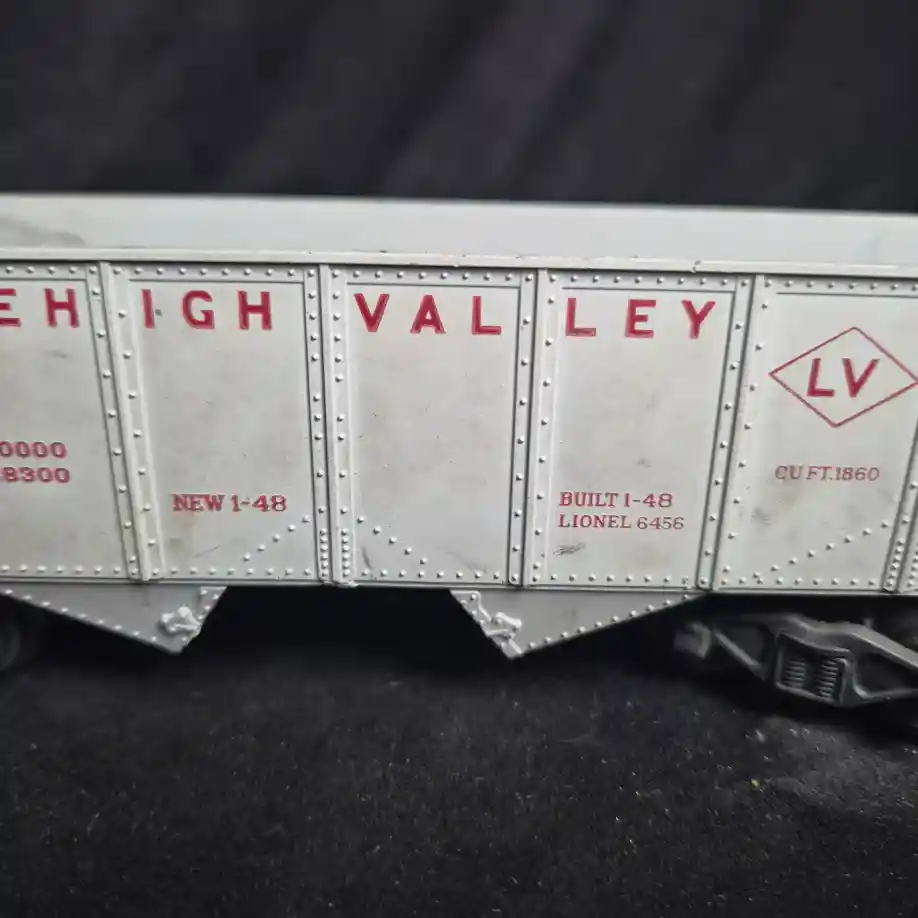 EHIGH VALLEY
LV
0000
8300
CU FT. 1860
NEW 1-48
BUILT 1-48
LIONEL 6456